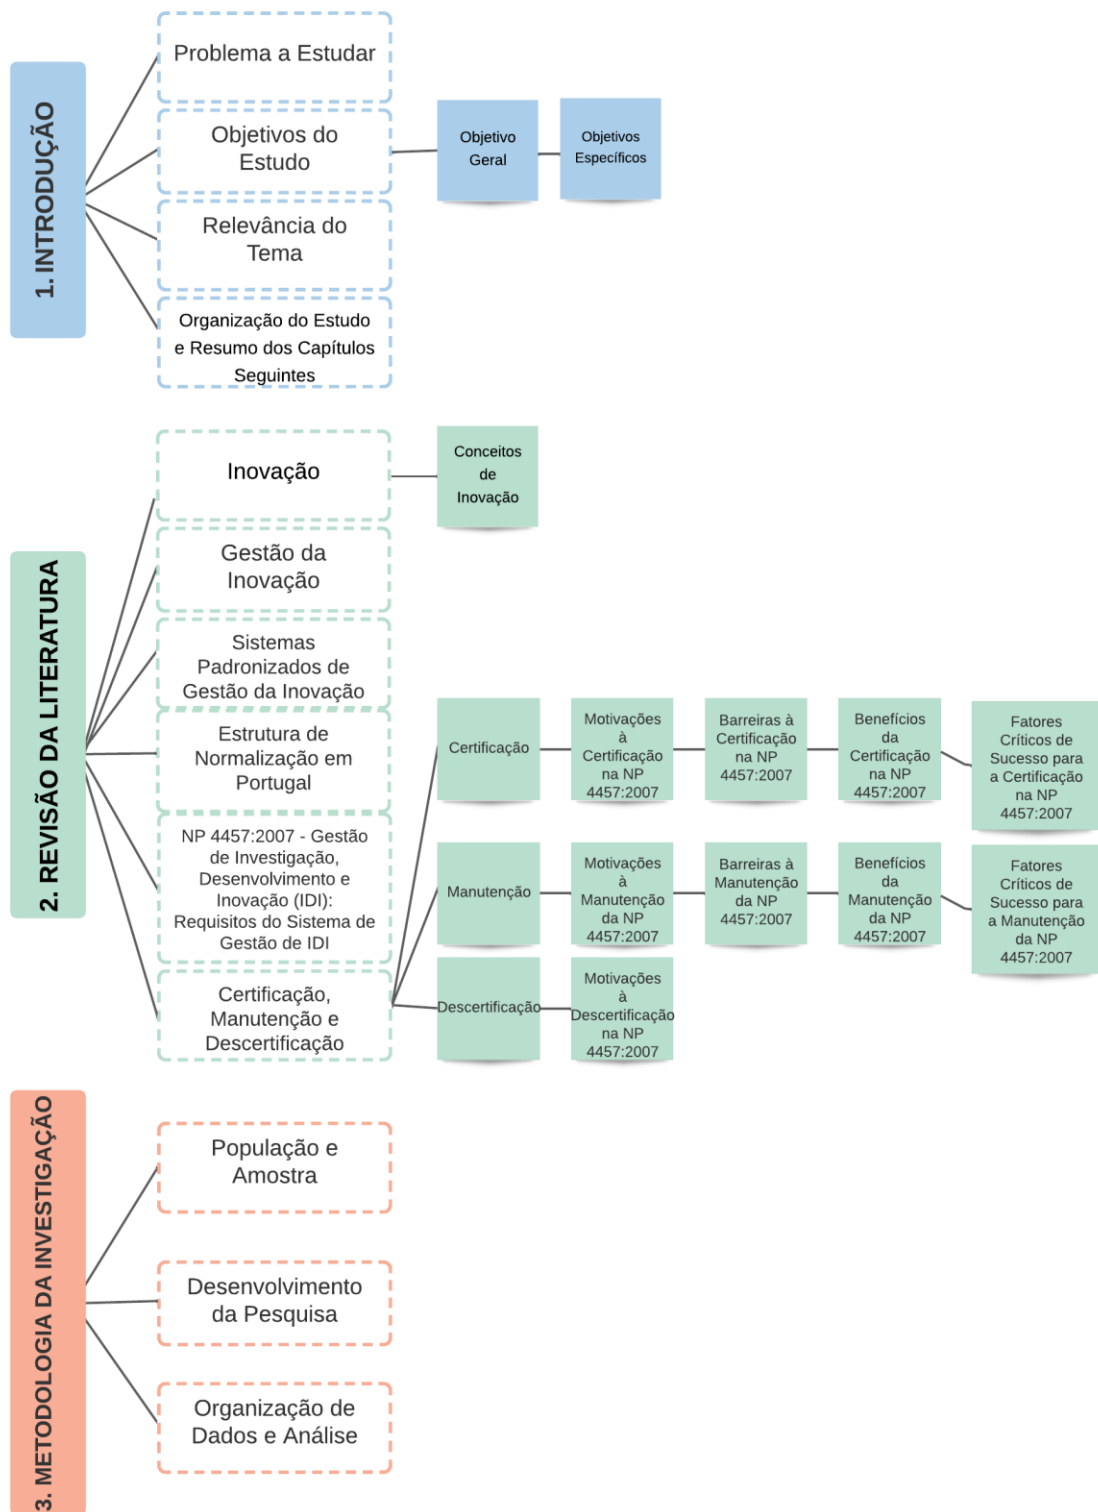 1. INTRODUÇÃO
Problema a Estudar
Objetivos do
Estudo
Objetivo
Geral
Objetivos
Específicos
Relevância do
Tema
Organização do Estudo
e Resumo dos Capítulos
Seguintes
2. REVISÃO DA LITERATURA
Inovação
Conceitos
de
Inovação
Gestão da
Inovação
Sistemas
Padronizados de
Gestão da Inovação
Estrutura de
Normalização em
Portugal
NP 4457:2007 - Gestão
de Investigação,
Desenvolvimento e
Inovação (IDI):
Requisitos do Sistema de
Gestão de IDI
Certificação,
Manutenção e
Descertificação
Certificação
Motivações
à
Certificação
na NP
4457:2007
Barreiras à
Certificação
na NP
4457:2007
Benefícios
da
Certificação
na NP
4457:2007
Fatores
Críticos de
Sucesso para
a Certificação
na NP
4457:2007
Manutenção
Motivações
à
Manutenção
da NP
4457:2007
Barreiras à
Manutenção
da NP
4457:2007
Benefícios
da
Manutenção
da NP
4457:2007
Fatores
Críticos de
Sucesso para
a Manutenção
da NP
4457:2007
Descertificação
Motivações
à
Descertificação
na NP
4457:2007
3. METODOLOGIA DA INVESTIGAÇÃO
População e
Amostra
Desenvolvimento
da Pesquisa
Organização de
Dados e Análise